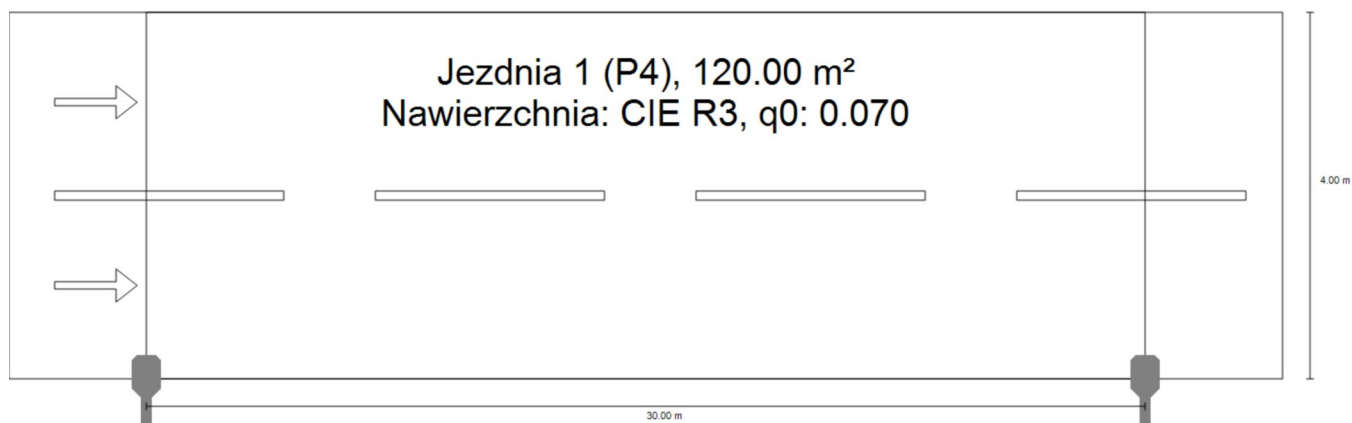 Jezdnia 1 (P4), 120.00 m²
Nawierzchnia: CIE R3, q0: 0.070
4.00 m
30.00 m